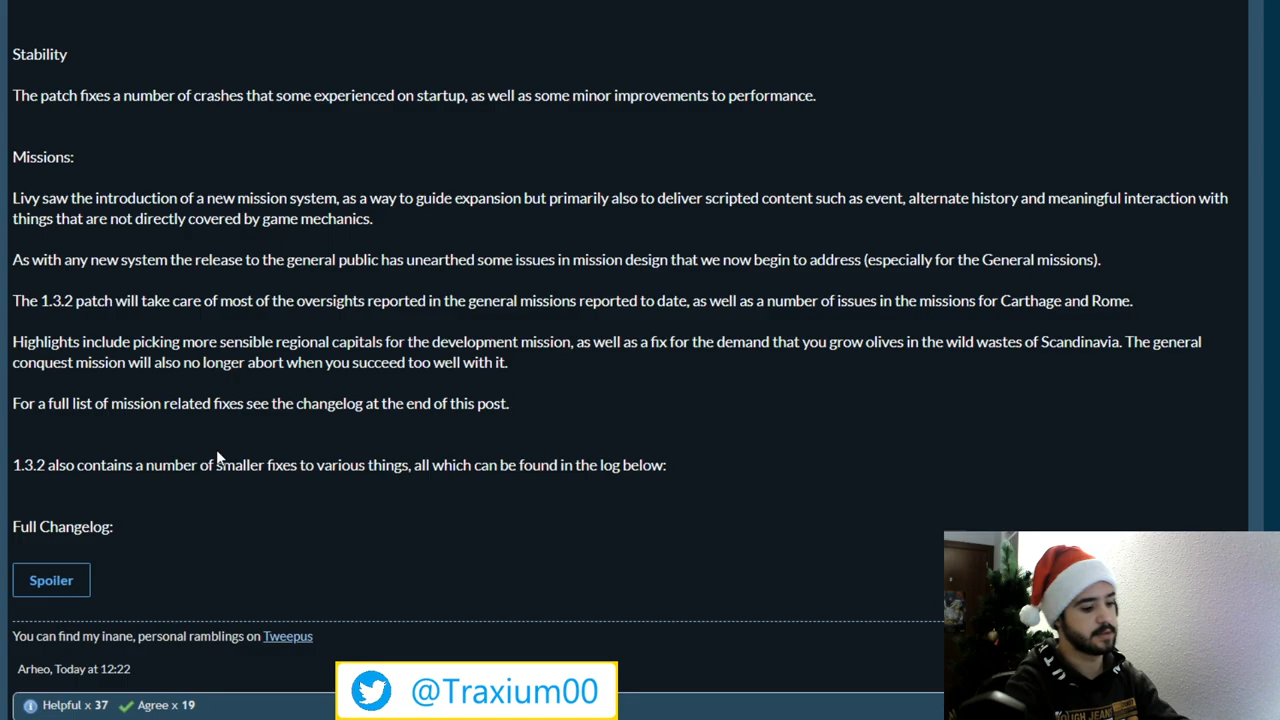 Stability
The patch fixes a number of crashes that some experienced on startup, as well as some minor improvements to performance.
Missions:
Livy saw the introduction of a new mission system, as a way to guide expansion but primarily also to deliver scripted content such as event, alternate history and meaningful interaction with
things that are not directly covered by game mechanics.
As with any new system the release to the general public has unearthed some issues in mission design that we now begin to address (especially for the General missions).
The 1.3.2 patch will take care of most of the oversights reported in the general missions reported to date, as well as a number of issues in the missions for Carthage and Rome.
Highlights include picking more sensible regional capitals for the development mission, as well as a fix for the demand that you grow olives in the wild wastes of Scandinavia. The general
conquest mission will also no longer abort when you succeed too well with it.
For a full list of mission related fixes see the changelog at the end of this post.
1.3.2 also contains a number of smaller fixes to various things, all which can be found in the log below:
Full Changelog:
Spoiler
You can find my inane, personal ramblings on Tweepus
Arheo, Today at 12:22
@Traxium00
Helpful x 37 Agree x 19